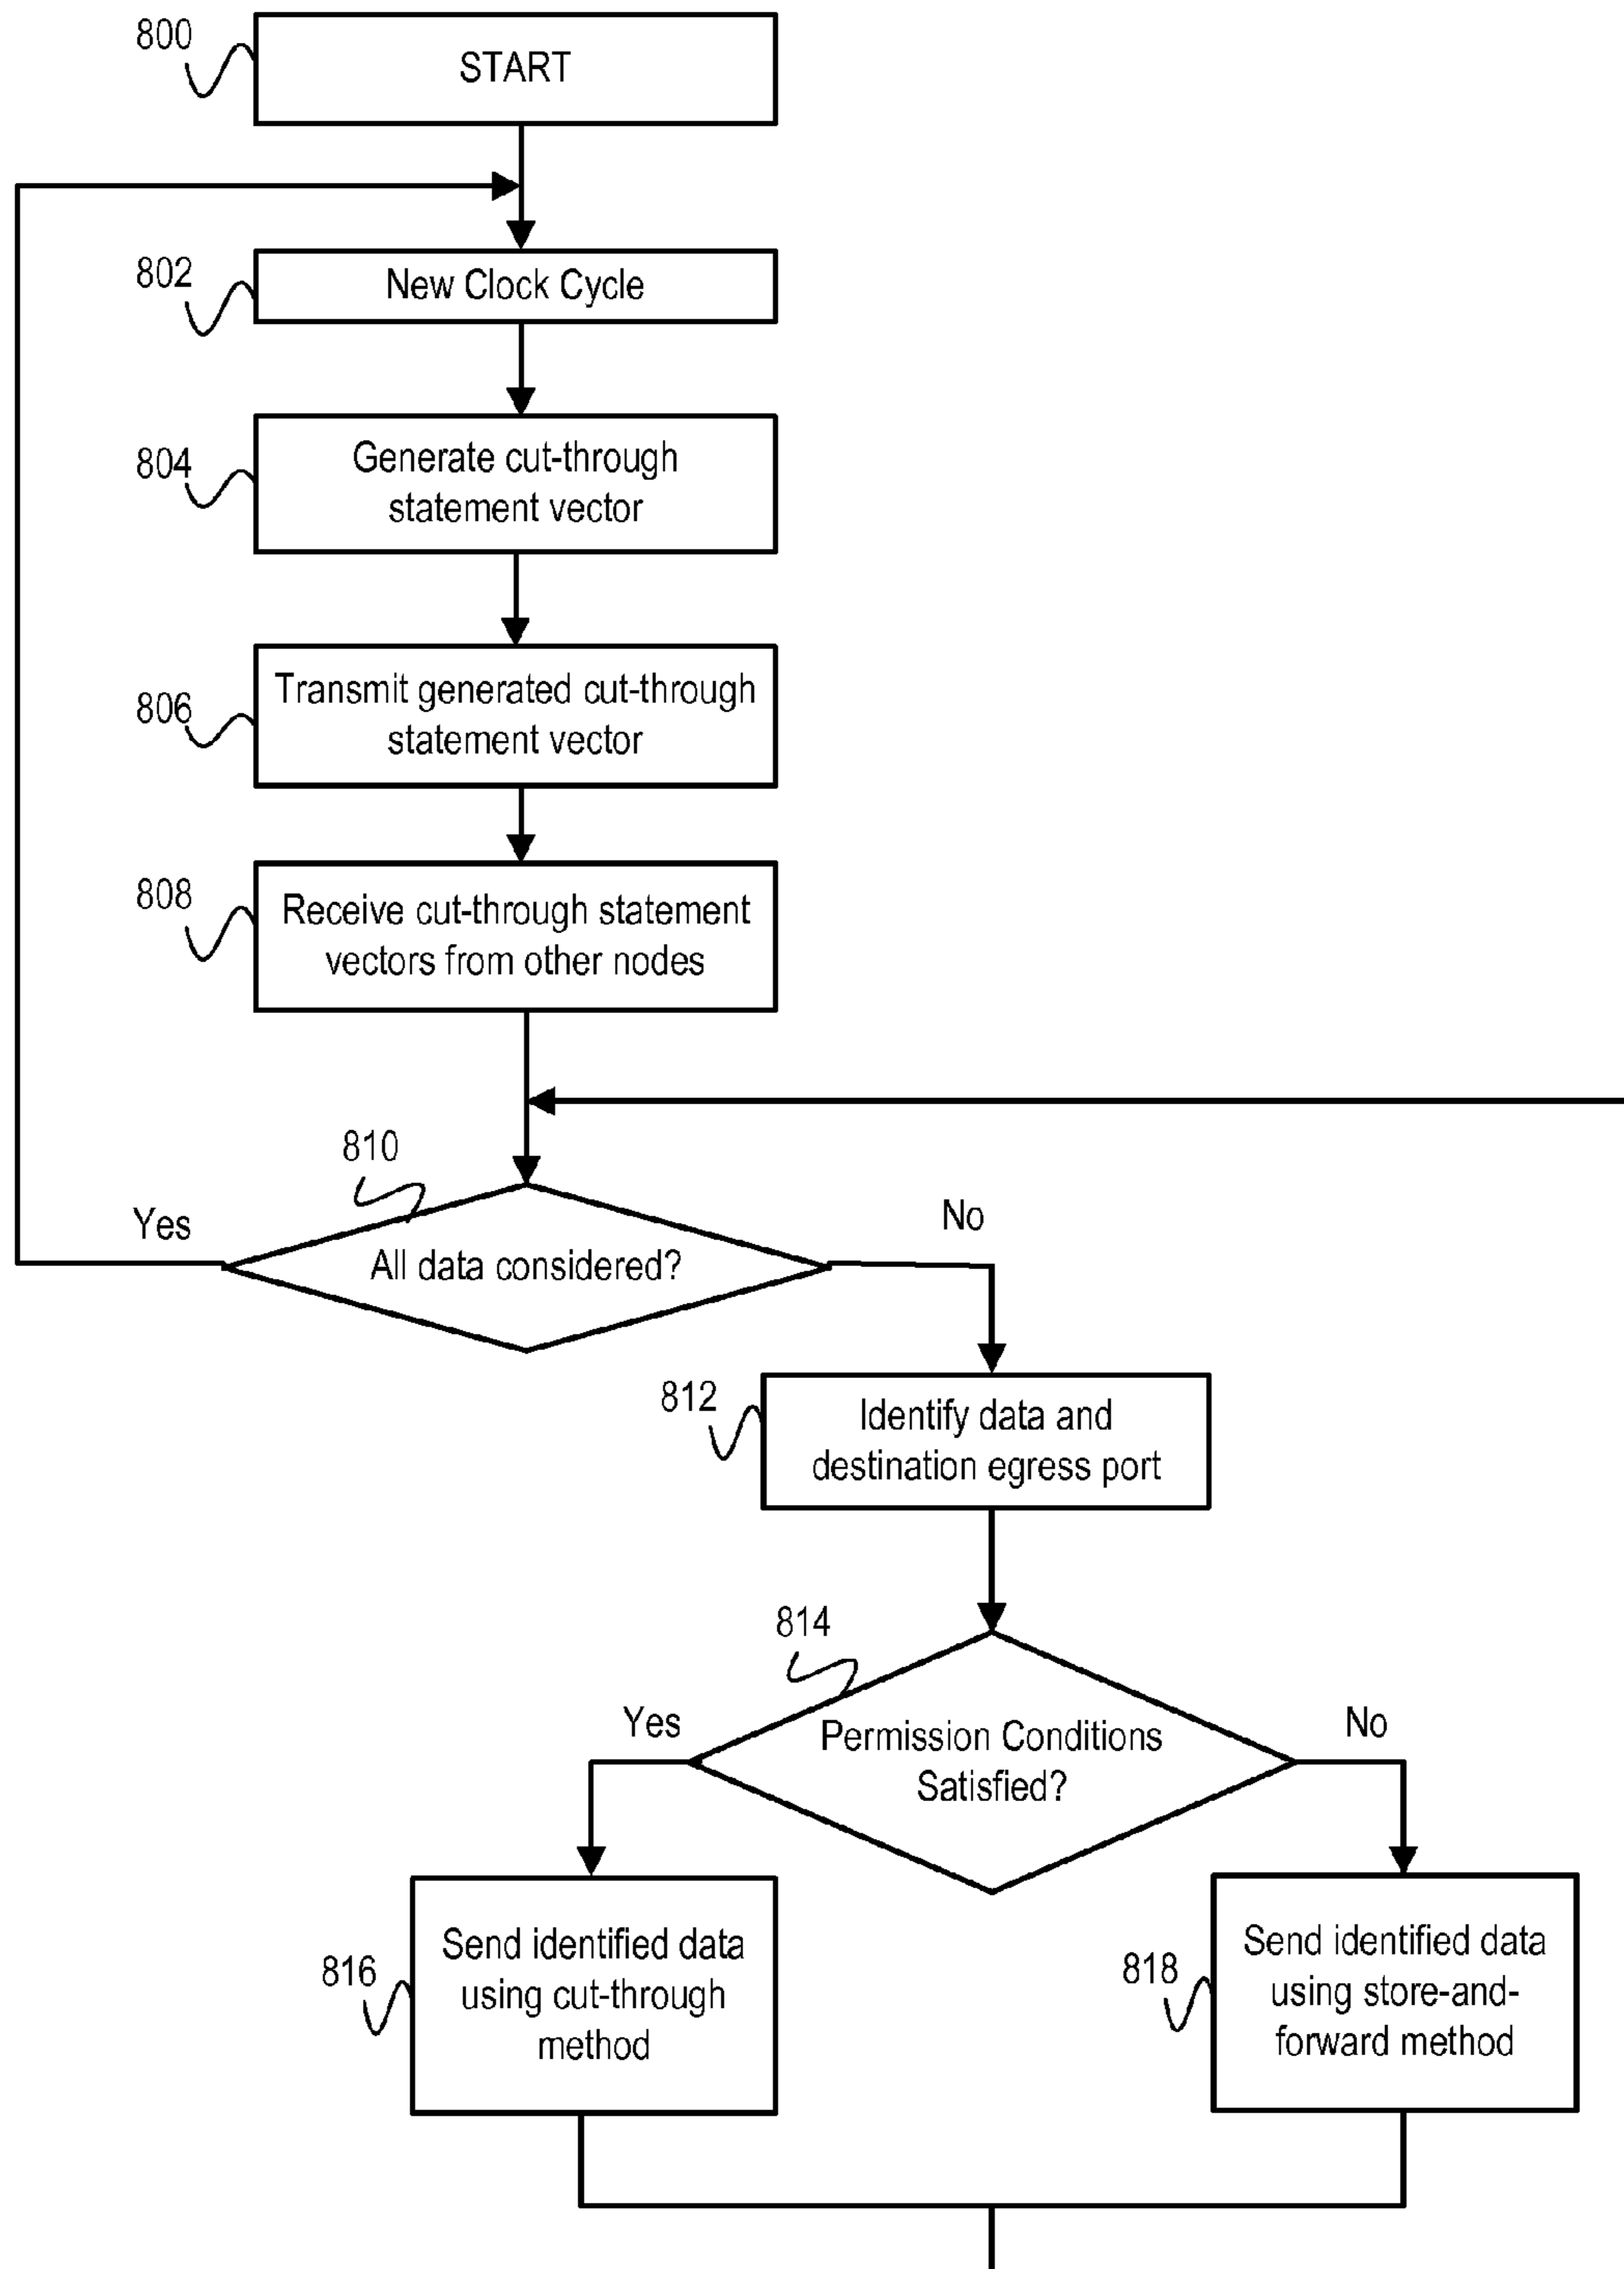 800
START
802
New Clock Cycle
804
Generate cut-through
statement vector
806
Transmit generated cut-through
statement vector
808
Receive cut-through statement
vectors from other nodes
810
Yes
No
All data considered?
812
Identify data and
destination egress port
814
Yes
No
Permission Conditions
Satisfied?
816
Send identified data
using cut-through
method
818
Send identified data
using store-and-
forward method